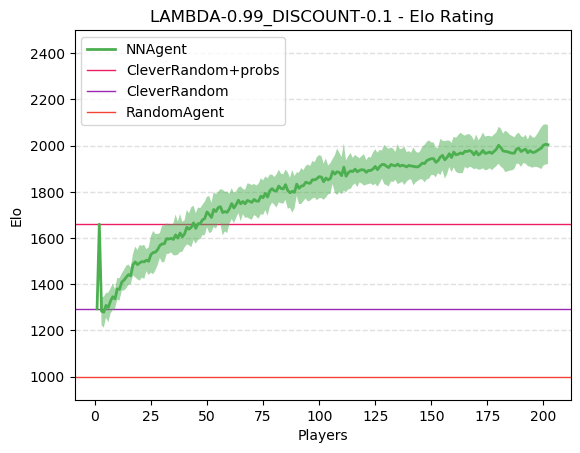 LAMBDA-0.99_DISCOUNT-0.1 - Elo Rating
NNAgent
CleverRandom+probs
CleverRandom
RandomAgent
2400
2200
2000
1800
1600
1400
1200
1000
Elo
0 25 50 75 100 125 150 175 200
Players